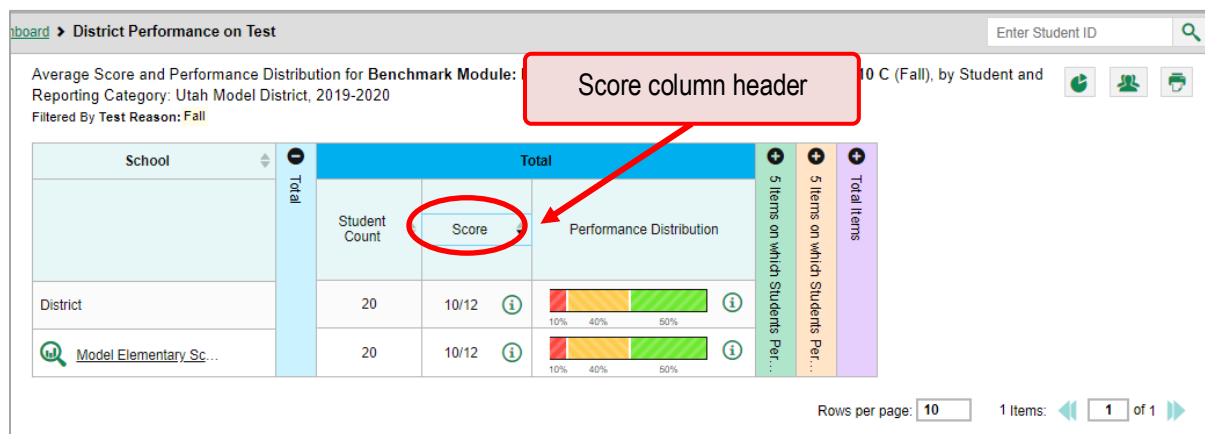 nboard > District Performance on Test
Enter Student ID
Average Score and Performance Distribution for Benchmark Module: 10 C (Fall), by Student and
Reporting Category: Utah Model District, 2019-2020
Filtered By Test Reason: Fall
Score column header
School
Total
Total
5 Items on which Students Per...
5 Items on which Students Per...
Total Items
Student
Count
Score
Performance Distribution
District
20
10/12
10% 40% 50%
Model Elementary Sc...
20
10/12
10% 40% 50%
Rows per page: 10
1 Items: 1 of 1